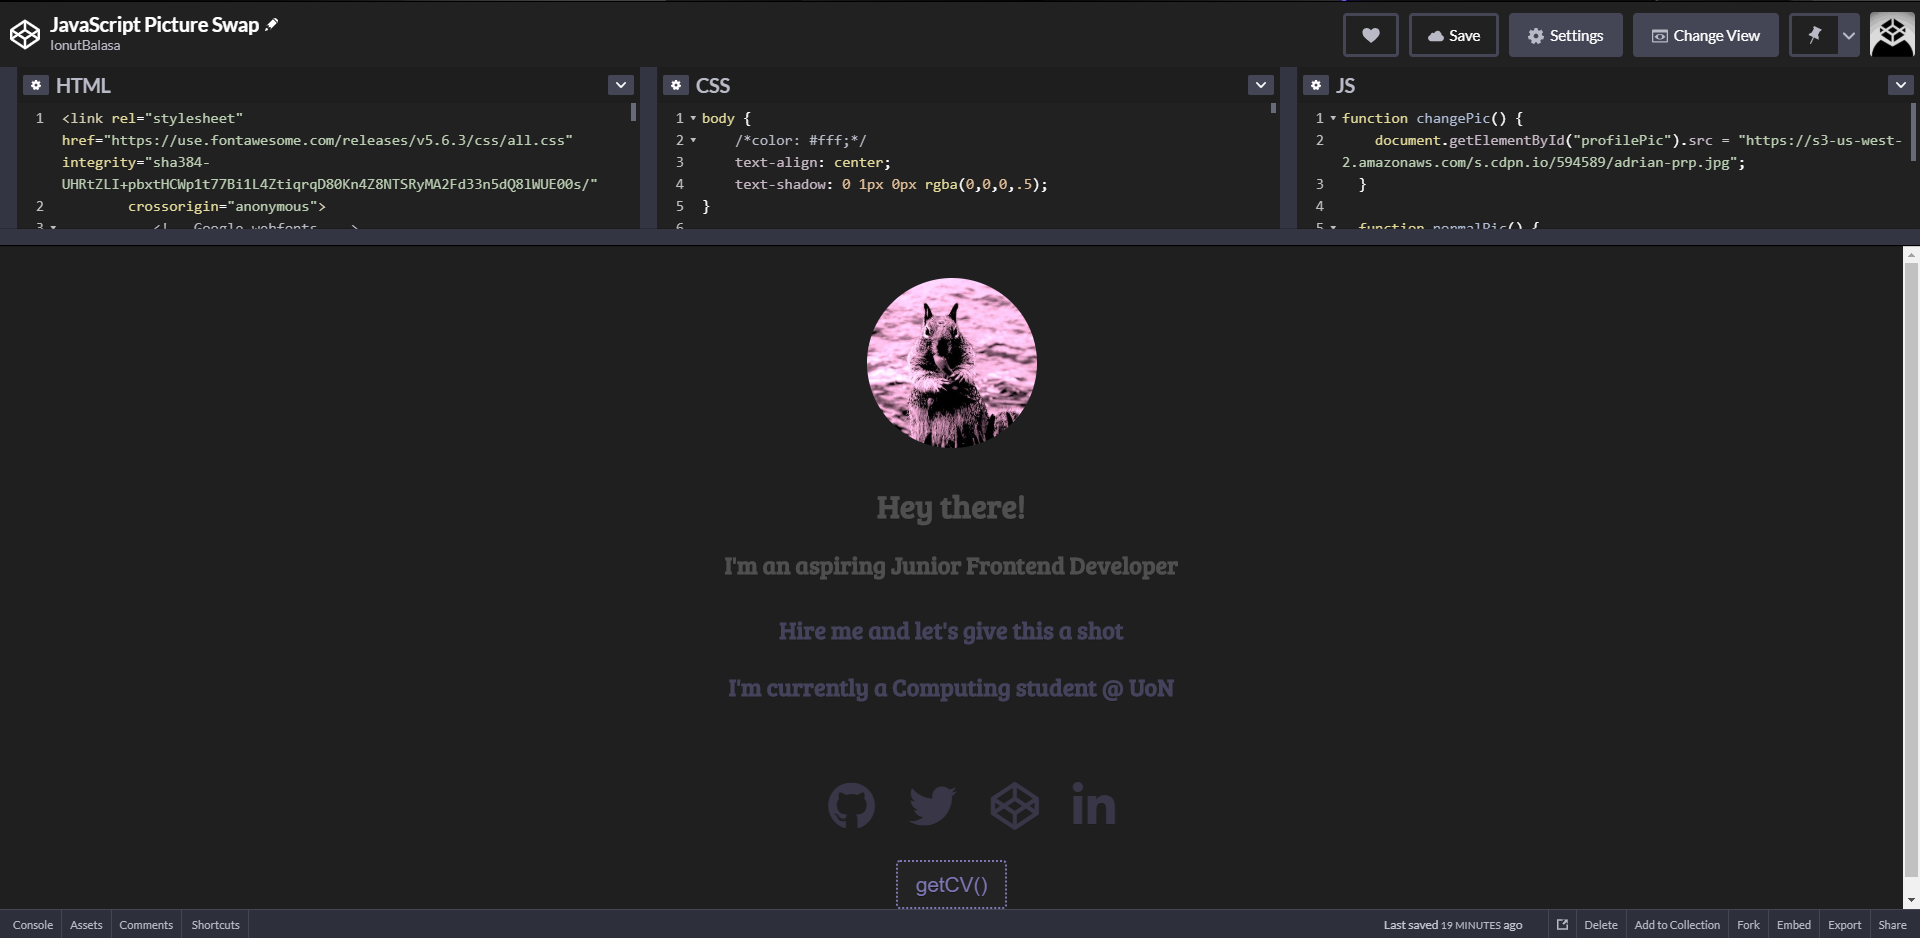 JavaScript Picture Swap
IonutBalasa
Save
Settings
Change View
HTML
1 <link rel="stylesheet"
href="https://use.fontawesome.com/releases/v5.6.3/css/all.css"
integrity="sha384-
UHRtZLI+pbxtHCWp1t77Bi1L4ZtiqrqD80Kn4Z8NTSRyMA2Fd33n5dQ8lWUE00s/"
2 crossorigin="anonymous">
3 <!-- Google webfonts -->
CSS
1 body {
2 /*color: #fff;*/
3 text-align: center;
4 text-shadow: 0 1px 0px rgba(0,0,0,.5);
5 }
6
JS
1 function changePic() {
2 document.getElementById("profilePic").src = "https://s3-us-west-
2.amazonaws.com/s.cdpn.io/594589/adrian-prp.jpg";
3 }
4
5 function normalPic() {
Hey there!
I'm an aspiring Junior Frontend Developer
Hire me and let's give this a shot
I'm currently a Computing student @ UoN
in
getCV()
Console
Assets
Comments
Shortcuts
Last saved 19 MINUTES ago
Delete
Add to Collection
Fork
Embed
Export
Share